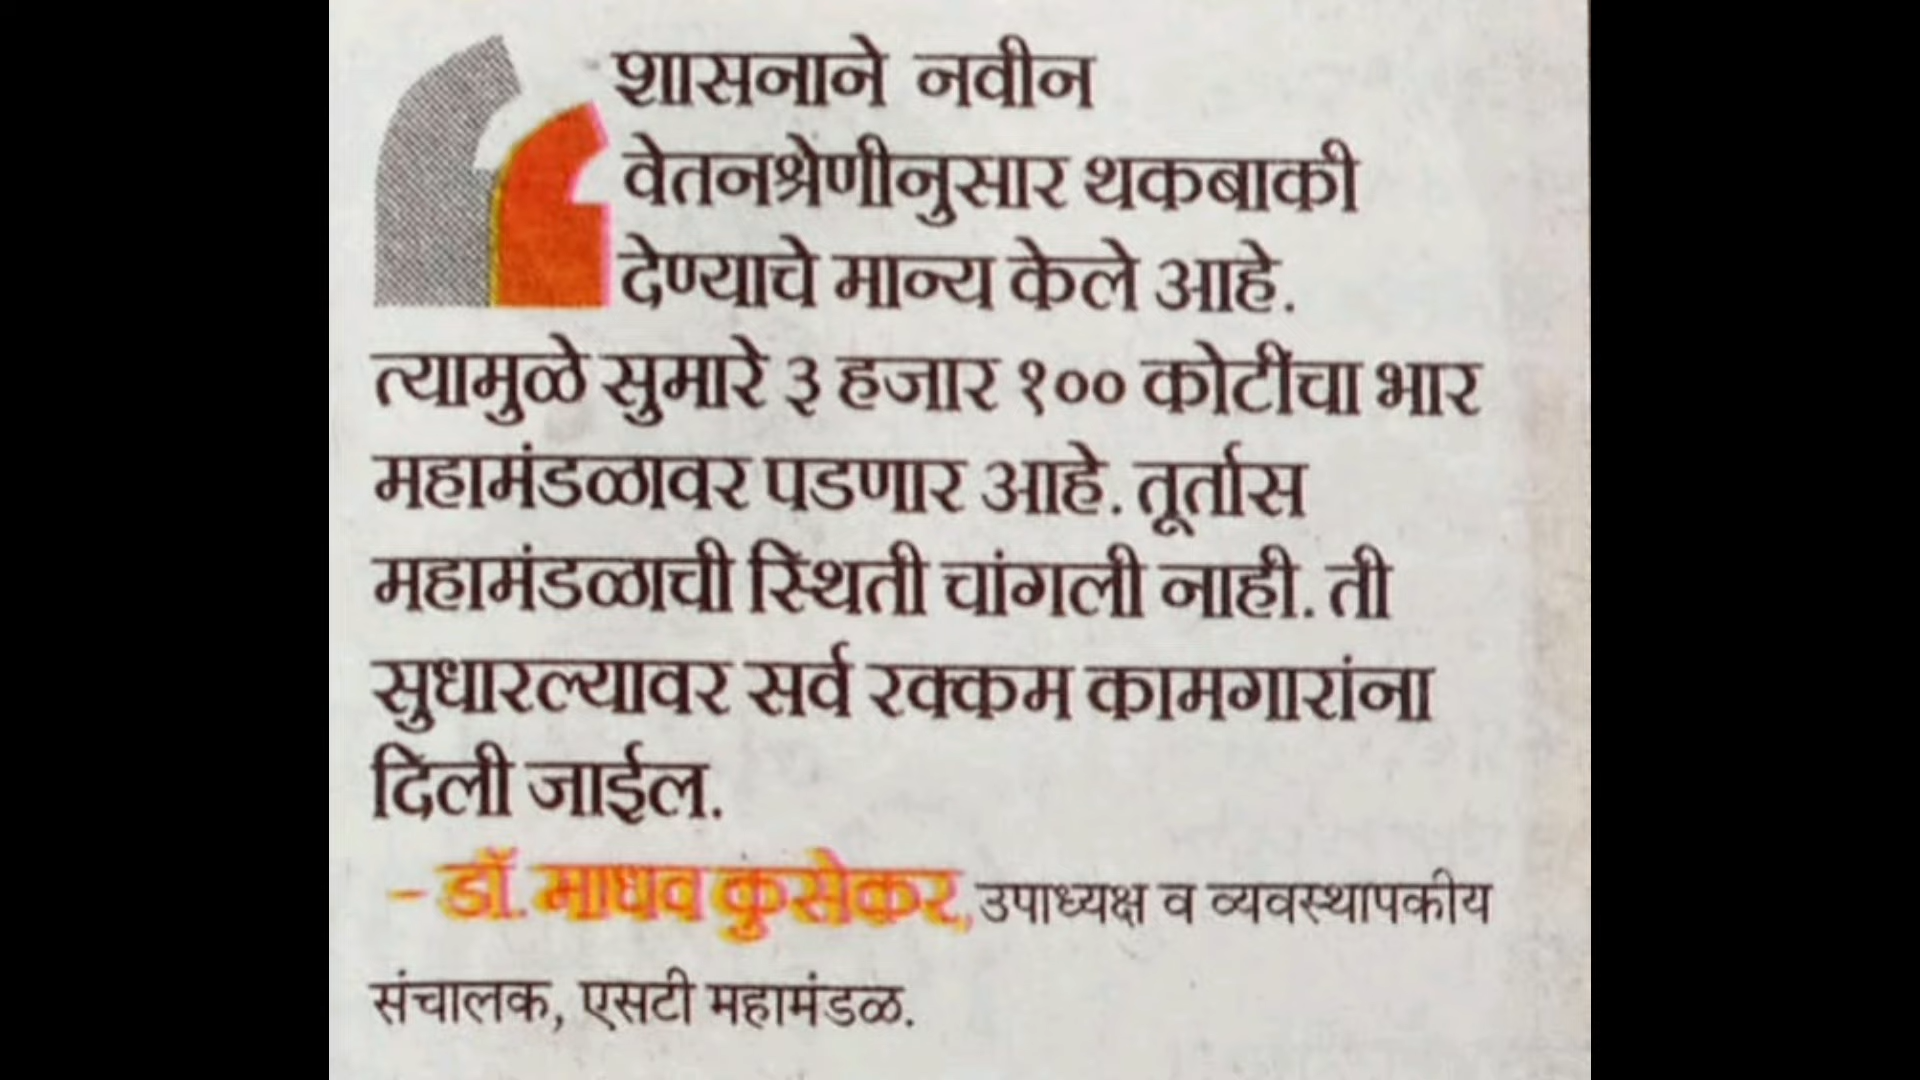 शासनाने नवीन
वेतनश्रेणीनुसार थकबाकी
देण्याचे मान्य केले आहे.
त्यामुळे सुमारे ३ हजार १०० कोटींचा भार
महामंडळावर पडणार आहे. तूर्तास
महामंडळाची स्थिती चांगली नाही. ती
सुधारल्यावर सर्व रक्कम कामगारांना
दिली जाईल.
- डॉ. माधव कुसेकर, उपाध्यक्ष व व्यवस्थापकीय
संचालक, एसटी महामंडळ.